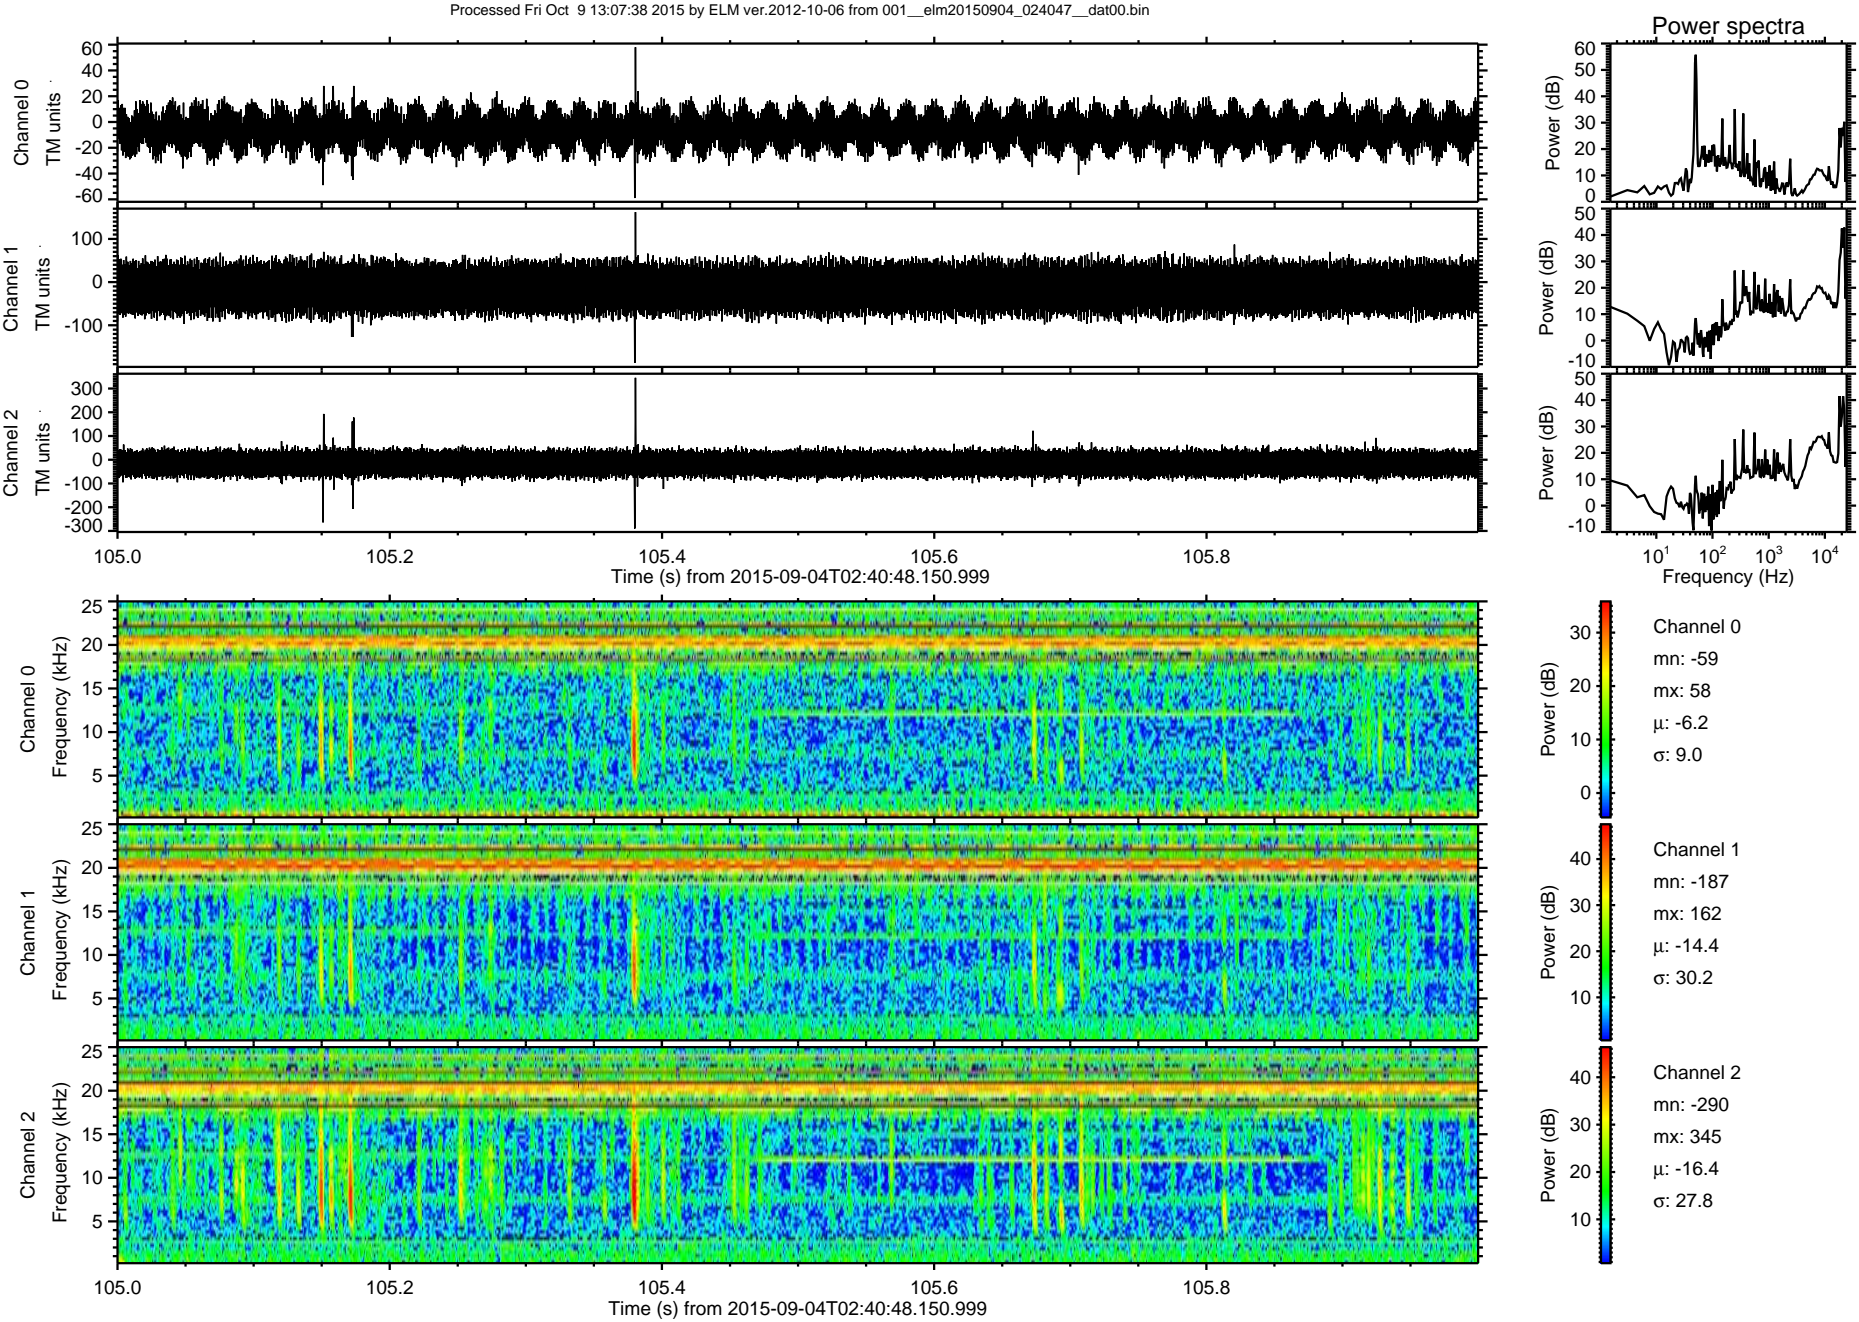 Processed Fri Oct  9 13:07:38 2015 by ELM ver.2012-10-06 from 001__elm20150904_024047__dat00.bin
Power spectra
Channel 0
TM units
60
40
20
0
-20
-40
-60
Power (dB)
60
50
40
30
20
10
0
Channel 1
TM units
100
0
-100
Power (dB)
50
40
30
20
10
0
-10
Channel 2
TM units
300
200
100
0
-100
-200
-300
Power (dB)
50
40
30
20
10
0
-10
105.0 105.2 105.4 105.6 105.8
Time (s) from 2015-09-04T02:40:48.150.999
10¹ 10² 10³ 10⁴
Frequency (Hz)
Channel 0
Frequency (kHz)
25
20
15
10
5
Power (dB)
30
20
10
0
Channel 0
mn: -59
mx: 58
μ: -6.2
σ: 9.0
Channel 1
Frequency (kHz)
25
20
15
10
5
Power (dB)
40
30
20
10
Channel 1
mn: -187
mx: 162
μ: -14.4
σ: 30.2
Channel 2
Frequency (kHz)
25
20
15
10
5
Power (dB)
40
30
20
10
Channel 2
mn: -290
mx: 345
μ: -16.4
σ: 27.8
105.0 105.2 105.4 105.6 105.8
Time (s) from 2015-09-04T02:40:48.150.999